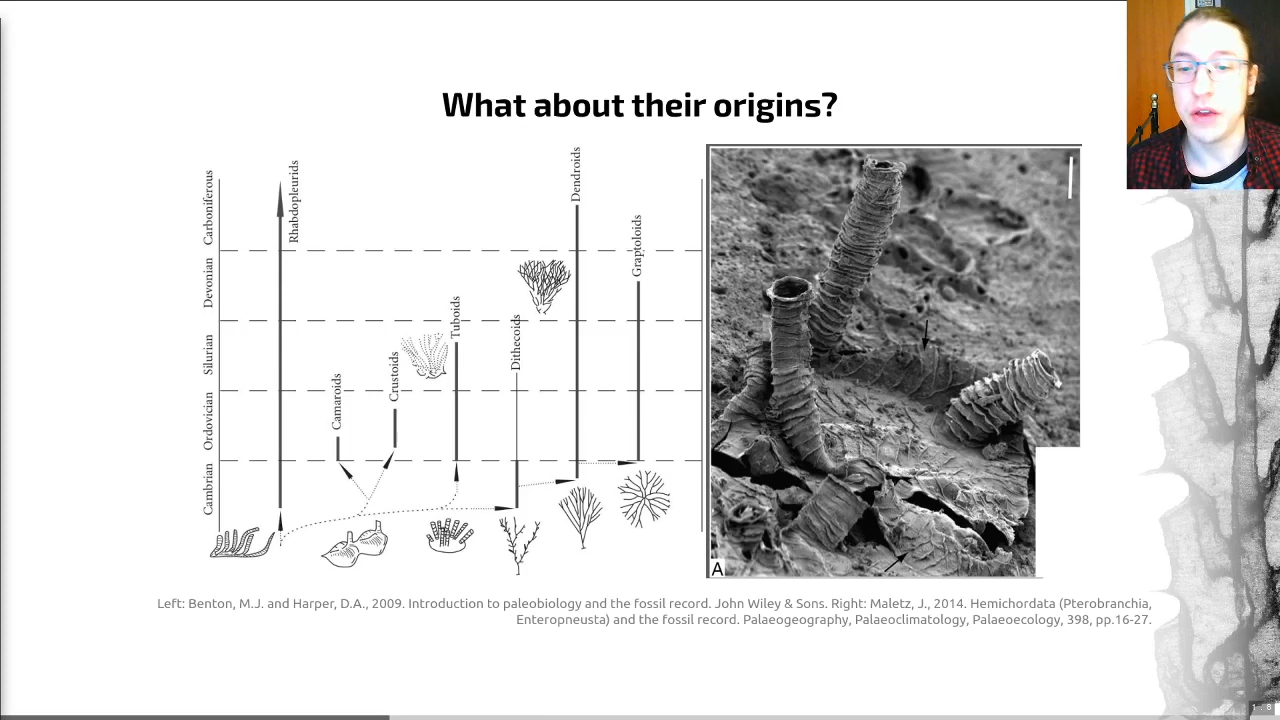 What about their origins?
Carboniferous
Devonian
Silurian
Ordovician
Cambrian
Rhabdopleurids
Camaroids
Crustoids
Tuboids
Dithecoids
Dendroids
Graptoloids
A
Left: Benton, M.J. and Harper, D.A., 2009. Introduction to paleobiology and the fossil record. John Wiley & Sons. Right: Maletz, J., 2014. Hemichordata (Pterobranchia,
Enteropneusta) and the fossil record. Palaeogeography, Palaeoclimatology, Palaeoecology, 398, pp.16-27.
1 . 8